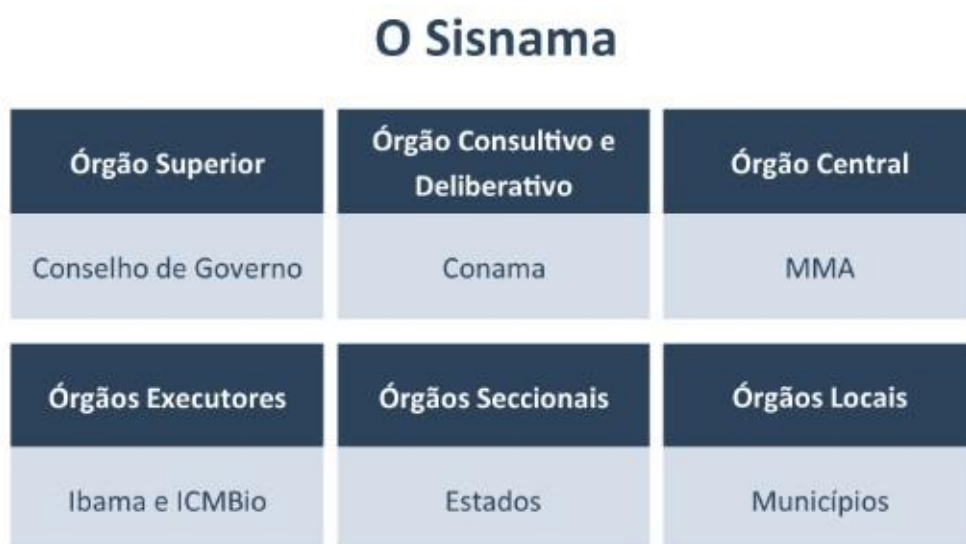 O Sisnama
Órgão Superior
Órgão Consultivo e
Deliberativo
Órgão Central
Conselho de Governo
Conama
MMA
Órgãos Executores
Órgãos Seccionais
Órgãos Locais
Ibama e ICMBio
Estados
Municípios